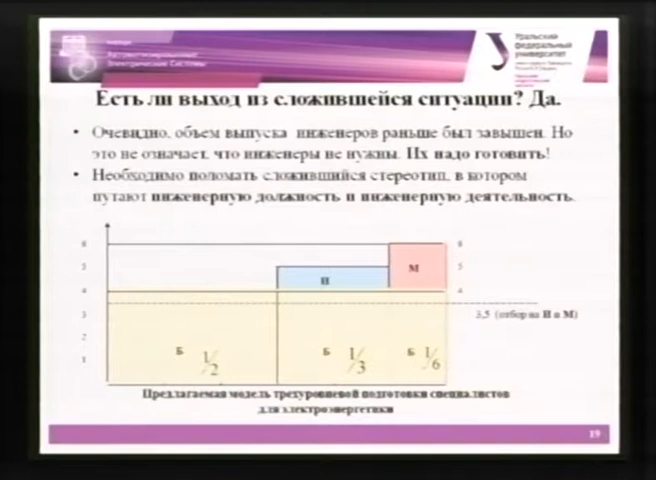 Автоматизированные
Электрические Системы
Уральский
федеральный
университет
Есть ли выход из сложившейся ситуации? Да.
• Очевидно, объем выпуска инженеров раньше был завышен. Но
это не означает, что инженеры не нужны. Их надо готовить!
• Необходимо поломать сложившийся стереотип, в котором
путают инженерную должность и инженерную деятельность.
6
5
4
3
2
1
И
М
6
5
4
3,5 (отбор на И и М)
Б 1/2
Б 1/3
Б 1/6
Предлагаемая модель трехуровневой подготовки специалистов
для электроэнергетики
19